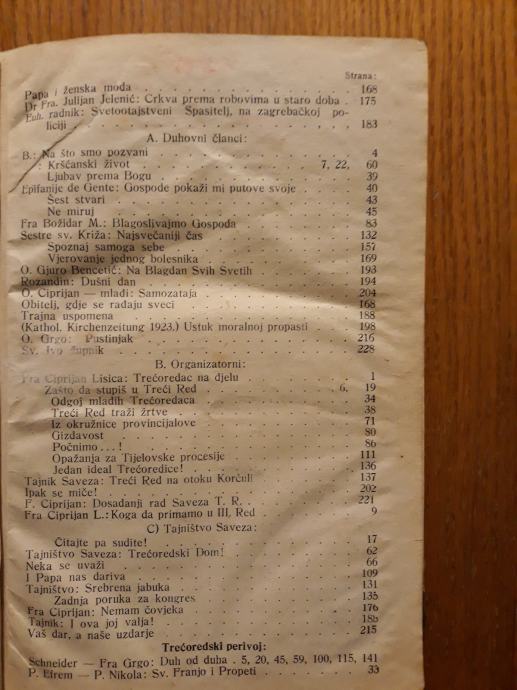 Strana:
Papa i ženska moda 168
Dr Fra. Julijan Jelenić: Crkva prema robovima u staro doba . 175
Euh. radnik: Svetootajstveni Spasitelj, na zagrebačkoj po-
liciji 183
A. Duhovni članci:
B.: Na što smo pozvani 4
: Kršćanski život 7, 22, 60
Ljubav prema Bogu 39
Epifanije de Gente: Gospode pokaži mi putove svoje 40
Šest stvari 43
Ne miruj 45
Fra Božidar M.: Blagoslivajmo Gospoda 83
Sestre sv. Križa: Najsvečaniji čas 132
Spoznaj samoga sebe 157
Vjerovanje jednog bolesnika 169
O. Gjuro Bencetić: Na Blagdan Svih Svetih 193
Rozandin: Dušni dan 194
O. Ciprijan — mladi: Samozataja 204
Obitelj, gdje se radaju sveci 168
Trajna uspomena 188
(Kathol. Kirchenzeitung 1923.) Ustuk moralnoj propasti 198
O. Grgo: Pustinjak 216
Sv. Ivo župnik 228
B. Organizatorni:
Fra Ciprijan Lisica: Trećoredac na djelu 1
Zašto da stupiš u Treći Red 6, 19
Odgoj mladih Trećoredaca 34
Treći Red traži žrtve 38
Iz okružnice provincijalove 71
Gizdavost 80
Počnimo . . . ! 86
Opažanja za Tijelovske procesije 111
Jedan ideal Trećoredice! 136
Tajnik Saveza: Treći Red na otoku Korčuli 137
Ipak se miče! 202
F. Ciprijan: Dosadanji rad Saveza T. R. 221
Fra Ciprijan L.: Koga da primamo u III. Red 9
C) Tajništvo Saveza:
Čitajte pa sudite! 17
Tajništvo Saveza: Trećoredski Dom! 62
Neka se uvaži 66
I Papa nas dariva 109
Tajništvo: Srebrena jabuka 131
Zadnja poruka za kongres 135
Fra Ciprijan: Nemam čovjeka 176
Tajnik: I ova joj valja! 185
Vaš dar, a naše uzdarje 215
Trećoredski perivoj:
Schneider — Fra Grgo: Duh od duha . 5, 20, 45, 59, 100, 115, 141
P. Efrem — P. Nikola: Sv. Franjo i Propeti 33